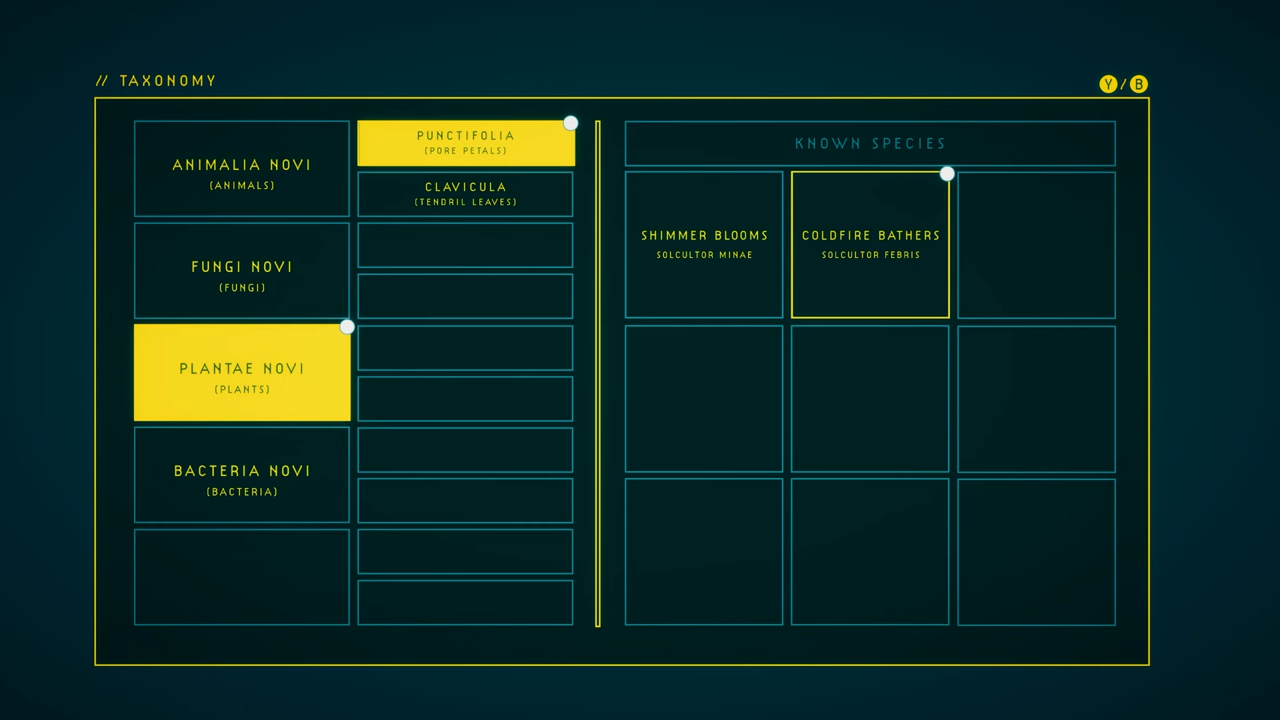 // TAXONOMY
Y / B
ANIMALIA NOVI
(ANIMALS)
FUNGI NOVI
(FUNGI)
PLANTAE NOVI
(PLANTS)
BACTERIA NOVI
(BACTERIA)
PUNCTIFOLIA
(PORE PETALS)
CLAVICULA
(TENDRIL LEAVES)
KNOWN SPECIES
SHIMMER BLOOMS
SOLCULTOR MINAE
COLDFIRE BATHERS
SOLCULTOR FEBRIS